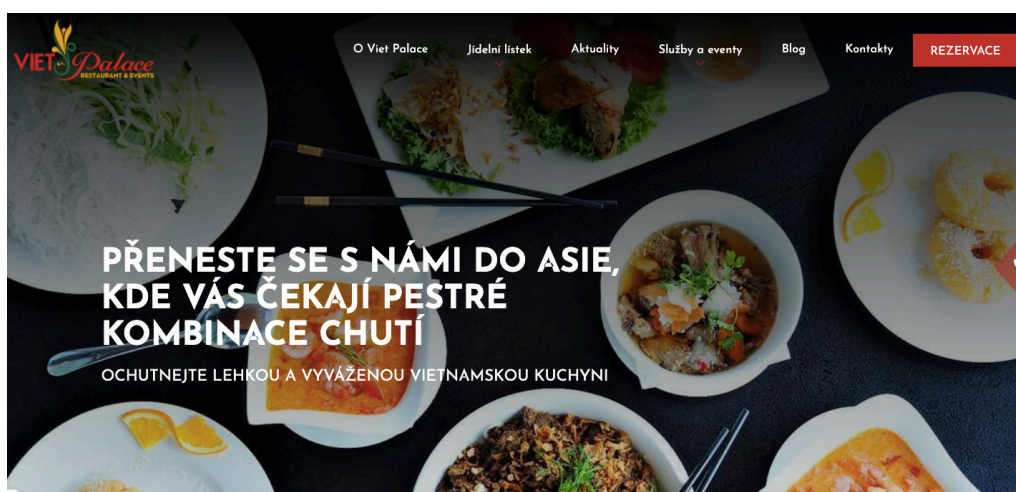 VIET Palace
RESTAURANT & EVENTS
O Viet Palace
Jídelní lístek
Aktuality
Služby a eventy
Blog
Kontakty
REZERVACE
PŘENESTE SE S NÁMI DO ASIE,
KDE VÁS ČEKAJÍ PESTRÉ
KOMBINACE CHUTÍ
OCHUTNEJTE LEHKOU A VYVÁŽENOU VIETNAMSKOU KUCHYNI